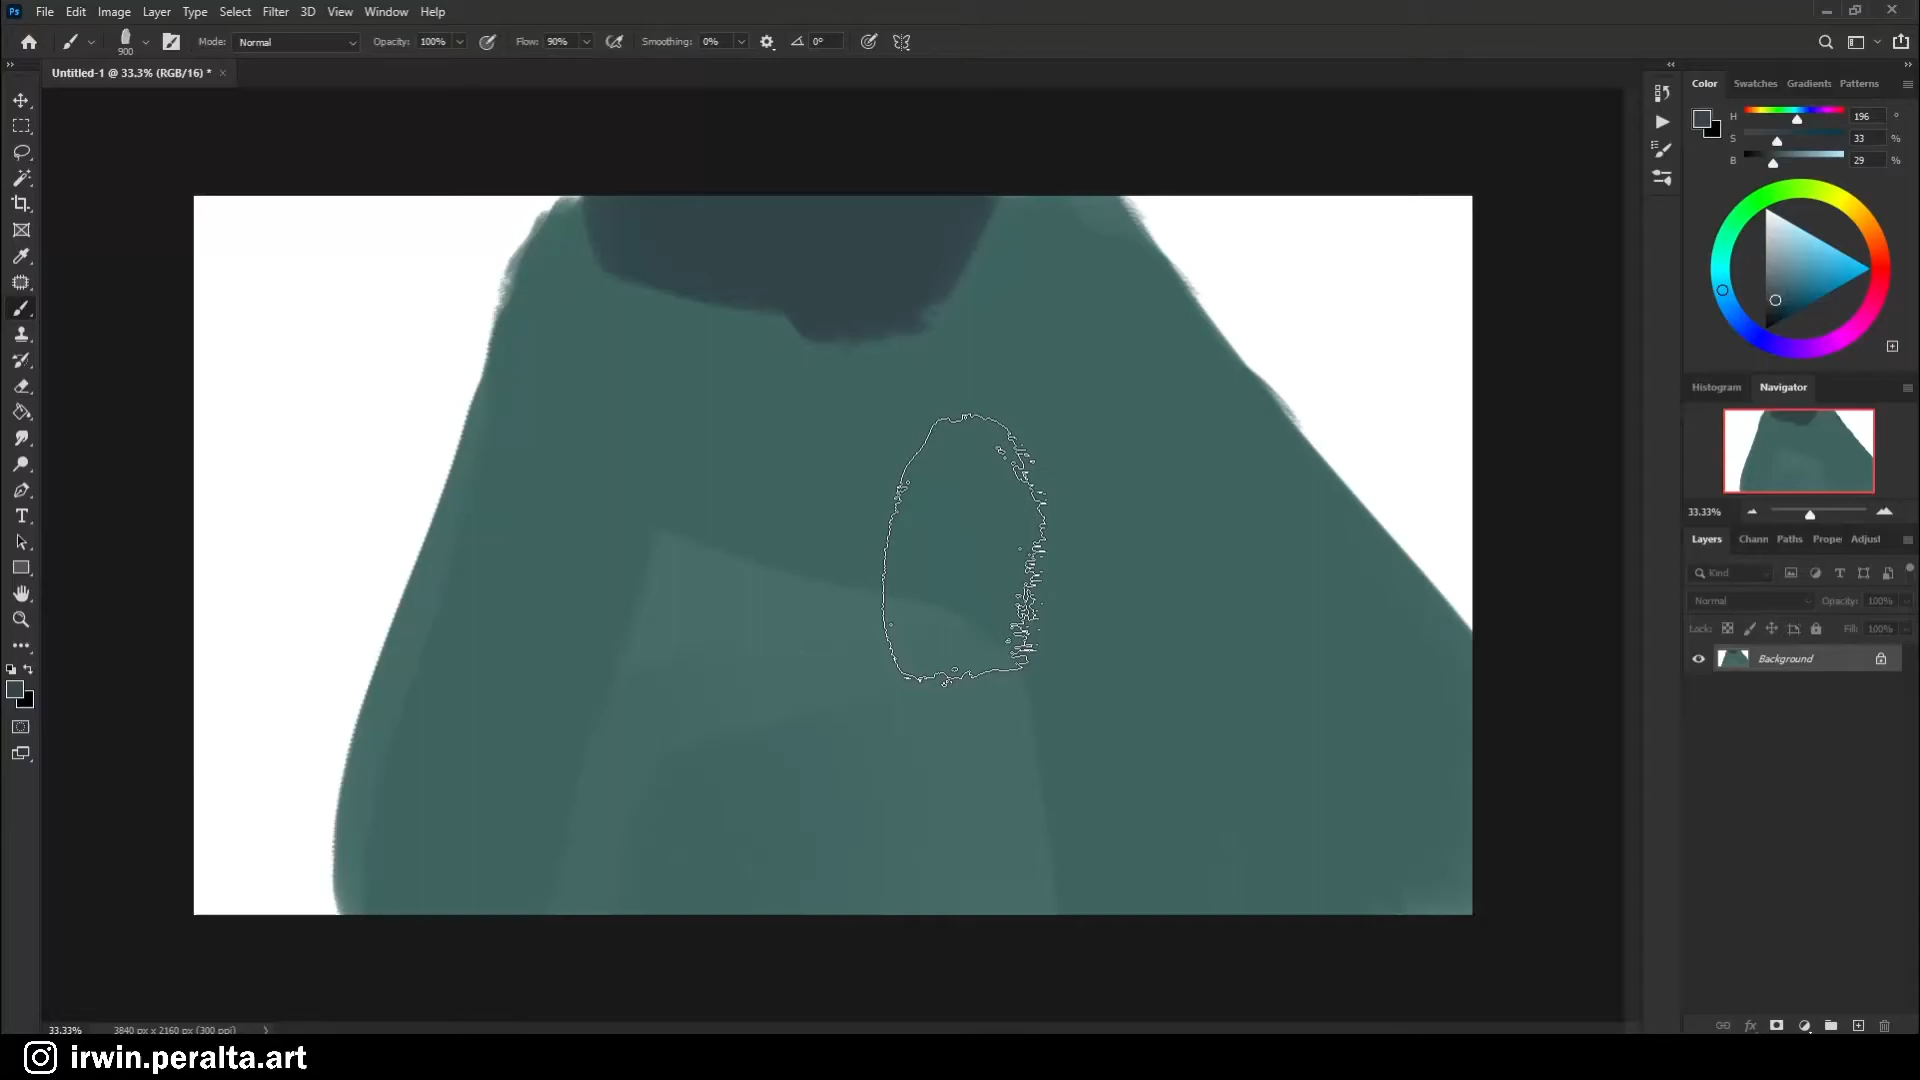 Ps File Edit Image Layer Type Select Filter 3D View Window Help
900 Mode: Normal Opacity: 100% Flow: 90% Smoothing: 0% 0°
Untitled-1 @ 33.3% (RGB/16) * ×
Color Swatches Gradients Patterns
H 196 °
S 33 %
B 29 %
Histogram Navigator
33.33%
Layers Chann Paths Prope Adjust
Kind
Normal Opacity: 100%
Lock: Fill: 100%
Background
33.33% 3840 px x 2160 px (300 ppi)
irwin.peralta.art